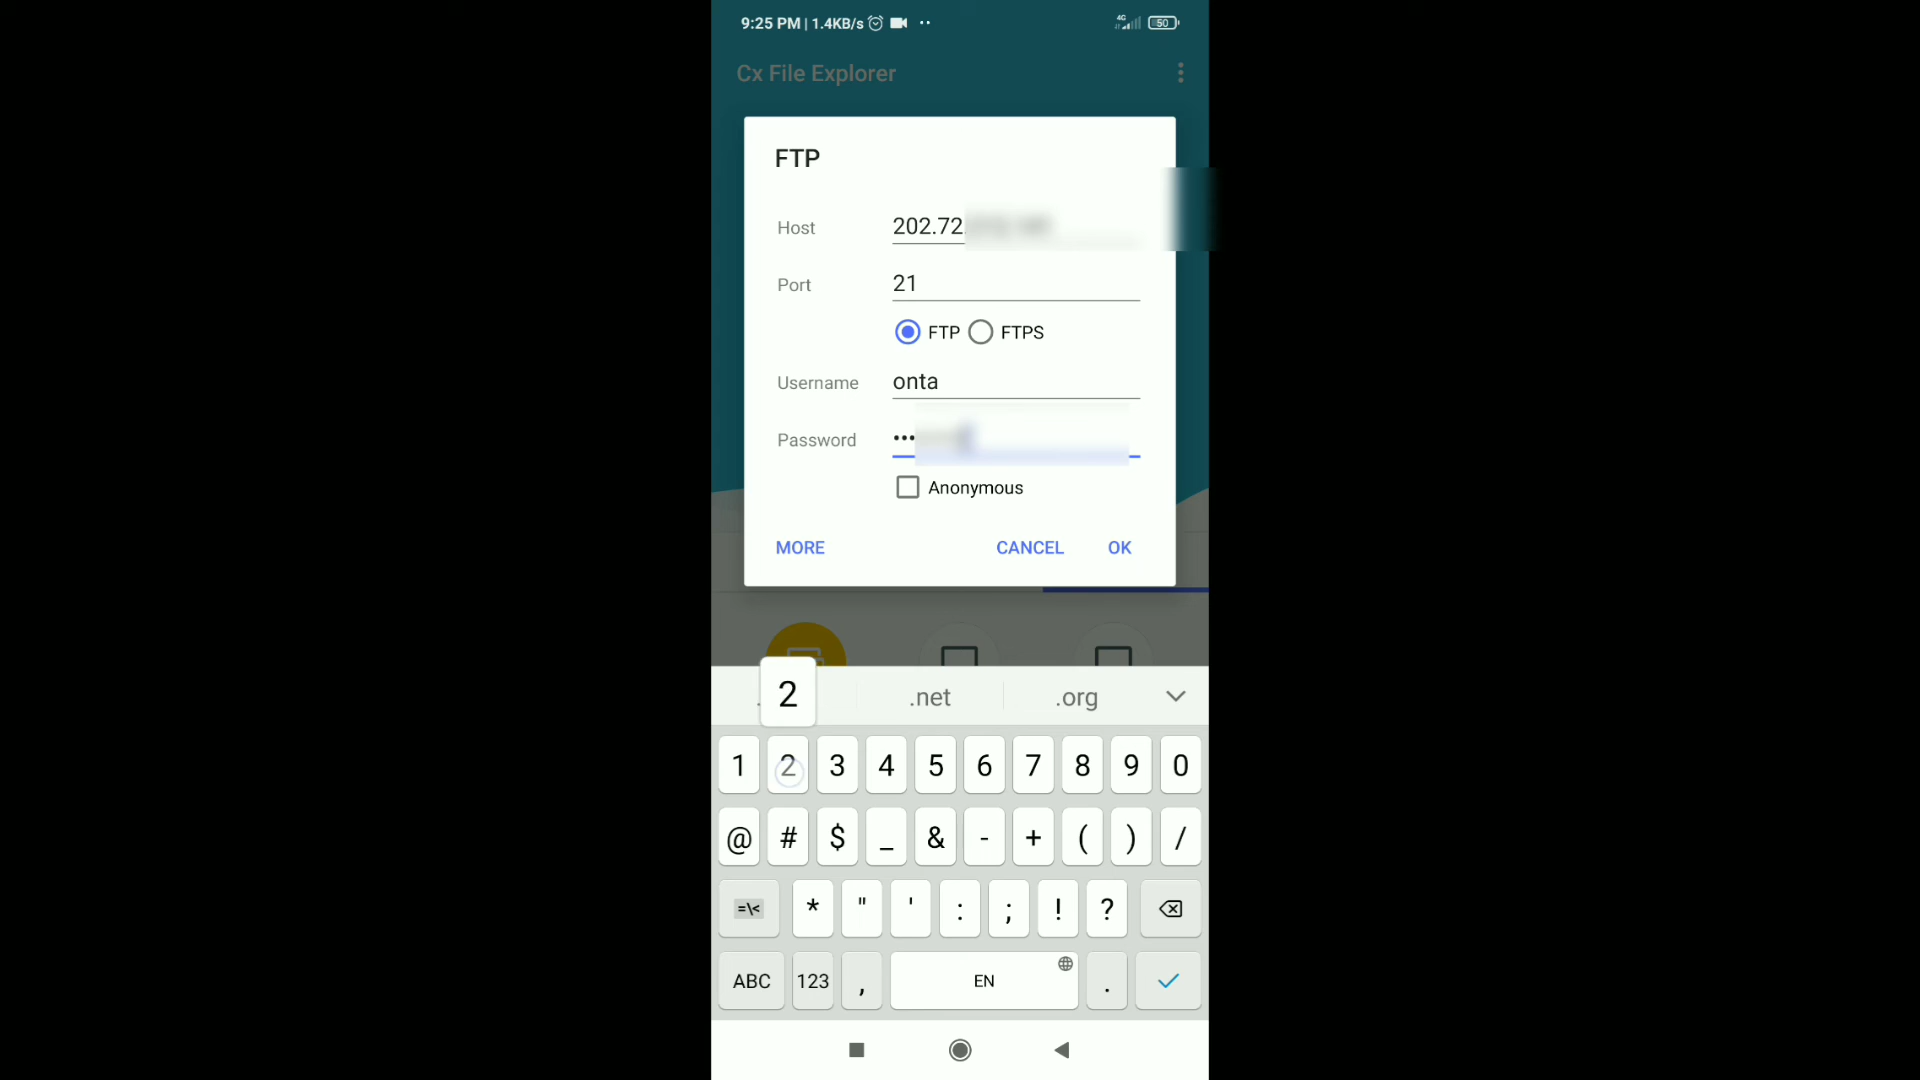 9:25 PM | 1.4KB/s
4G
50
Cx File Explorer
FTP
Host 202.72.
Port 21
FTP FTPS
Username onta
Password •••
Anonymous
MORE CANCEL OK
2
.net .org
1 2 3 4 5 6 7 8 9 0
@ # $ _ & - + ( ) /
=\< * " ' : ; ! ?
ABC 123 , EN .